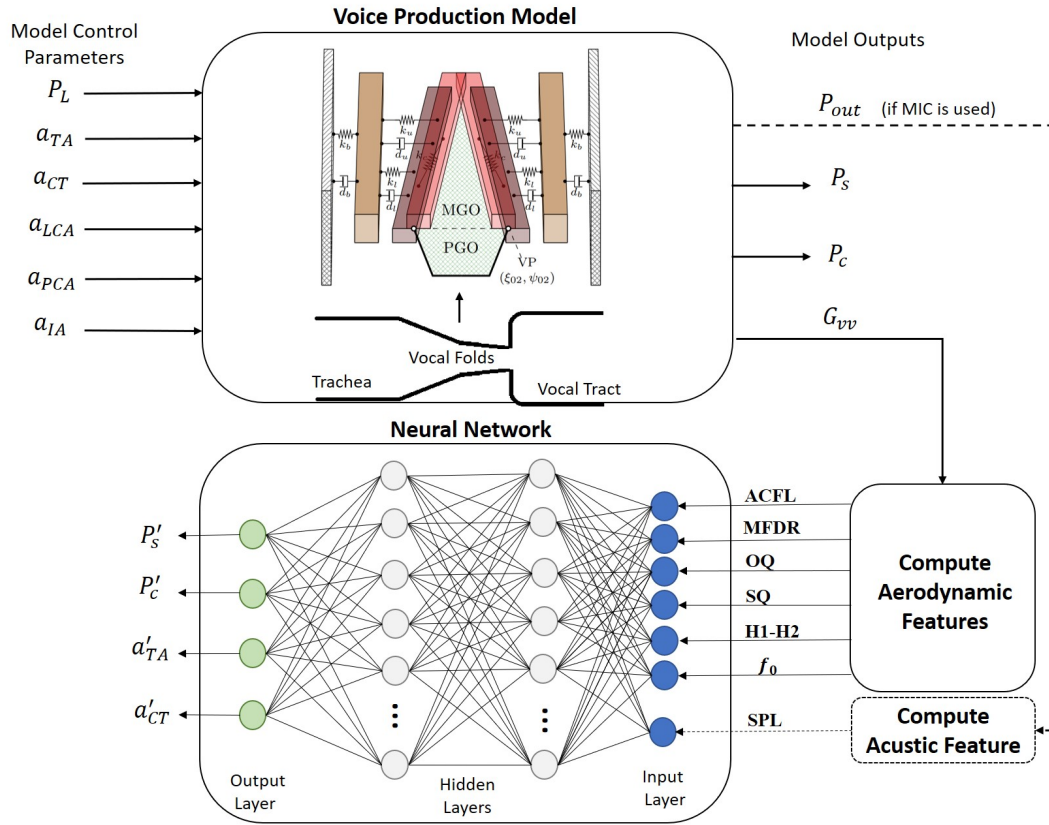 Voice Production Model
Model Control
Parameters
P_L
a_TA
a_CT
a_LCA
a_PCA
a_IA
k_b
d_b
k_u
d_u
k_c
k_l
d_l
k_u
d_u
k_l
d_l
k_b
d_b
MGO
PGO
VP
(ξ_02, ψ_02)
Vocal Folds
Trachea
Vocal Tract
Model Outputs
P_out (if MIC is used)
P_s
P_c
G_vv
Neural Network
P′_s
P′_c
a′_TA
a′_CT
Output
Layer
Hidden
Layers
Input
Layer
ACFL
MFDR
OQ
SQ
H1-H2
f_0
SPL
Compute
Aerodynamic
Features
Compute
Acustic Feature